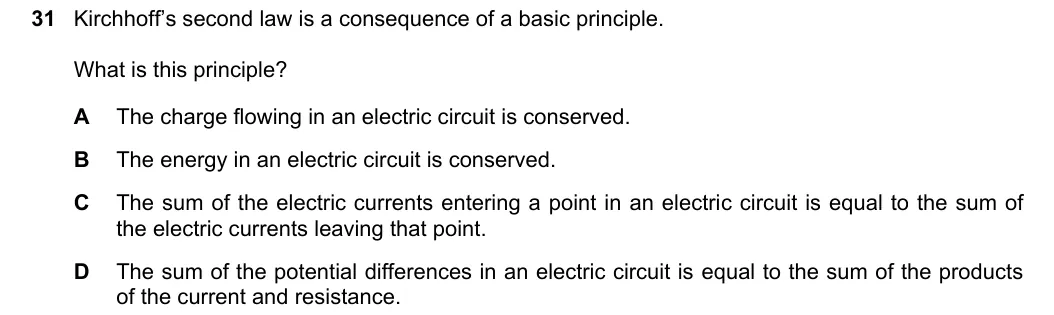 31 Kirchhoff's second law is a consequence of a basic principle.
What is this principle?
A The charge flowing in an electric circuit is conserved.
B The energy in an electric circuit is conserved.
C The sum of the electric currents entering a point in an electric circuit is equal to the sum of
the electric currents leaving that point.
D The sum of the potential differences in an electric circuit is equal to the sum of the products
of the current and resistance.